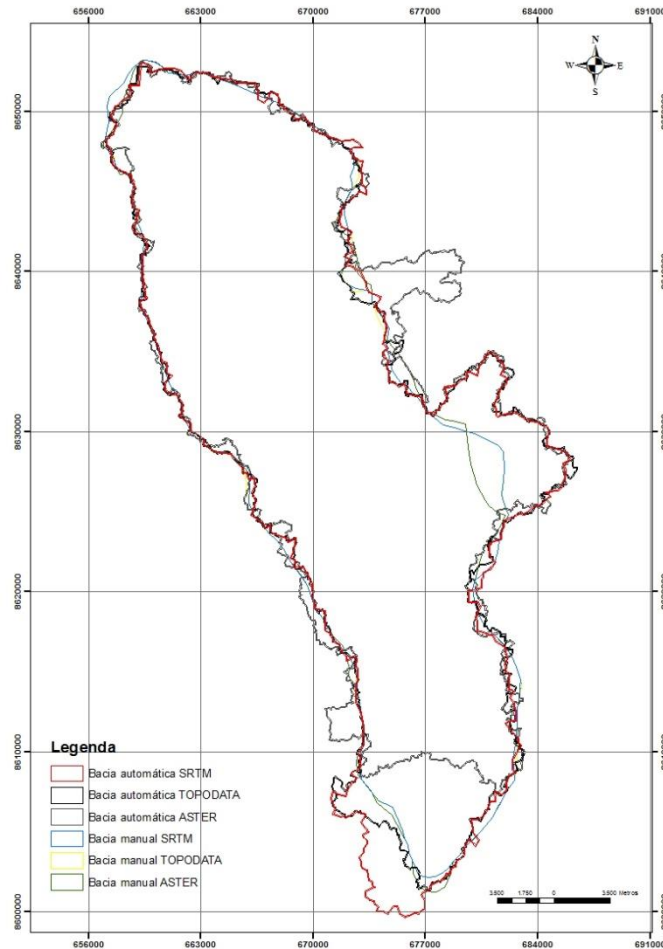 656000 663000 670000 677000 684000 691000
N
W E
S
8650000
8640000
8630000
8620000
8610000
8600000
Legenda
Bacia automática SRTM
Bacia automática TOPODATA
Bacia automática ASTER
Bacia manual SRTM
Bacia manual TOPODATA
Bacia manual ASTER
3.600 1.750 0 3.600 Metros
656000 663000 670000 677000 684000 691000